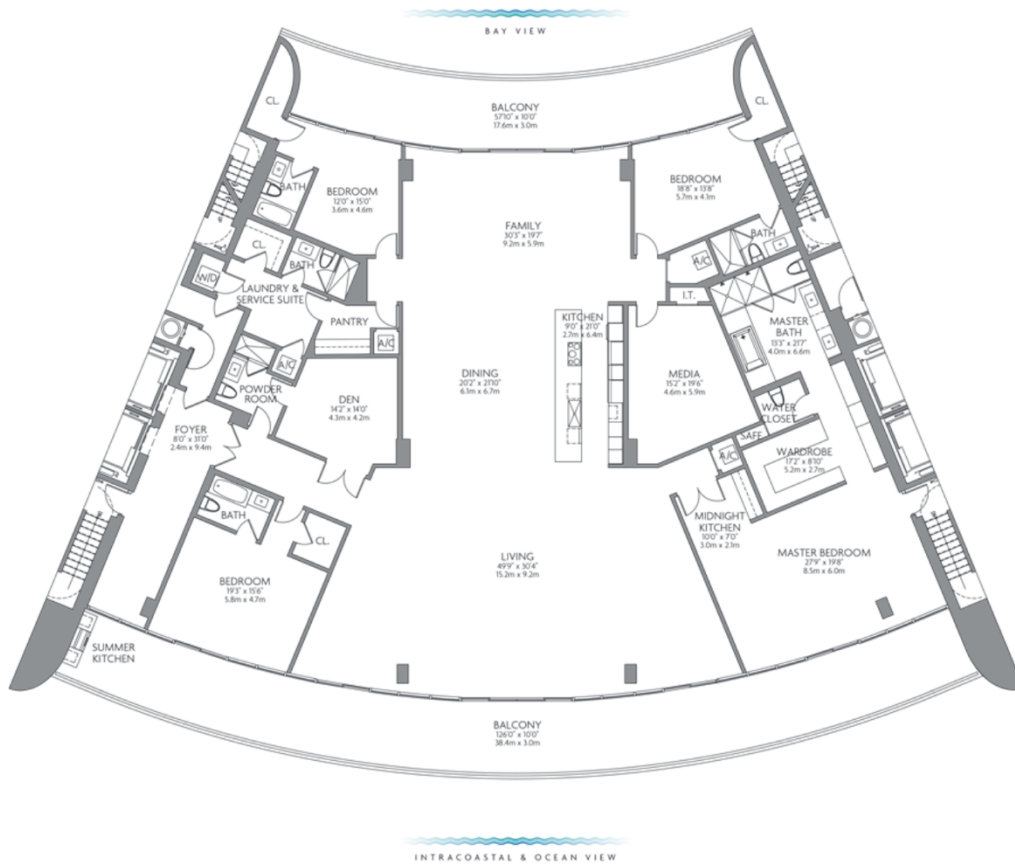 BAY VIEW
BALCONY
57'10" x 10'0"
17.6m x 3.0m
CL.
CL.
BATH
BEDROOM
12'0" x 15'0"
3.6m x 4.6m
BEDROOM
18'8" x 13'8"
5.7m x 4.1m
FAMILY
30'3" x 19'7"
9.2m x 5.9m
BATH
CL.
BATH
A/C
W/D
LAUNDRY &
SERVICE SUITE
I.T.
PANTRY
A/C
KITCHEN
9'0" x 21'0"
2.7m x 6.4m
MASTER
BATH
13'3" x 21'7"
4.0m x 6.6m
A/C
POWDER
ROOM
DEN
14'2" x 14'0"
4.3m x 4.2m
DINING
20'2" x 21'10"
6.1m x 6.7m
MEDIA
15'2" x 19'6"
4.6m x 5.9m
WATER
CLOSET
FOYER
8'0" x 31'0"
2.4m x 9.4m
SAFE
A/C
WARDROBE
17'2" x 8'10"
5.2m x 2.7m
BATH
CL.
MIDNIGHT
KITCHEN
10'0" x 7'0"
3.0m x 2.1m
LIVING
49'9" x 30'4"
15.2m x 9.2m
MASTER BEDROOM
27'9" x 19'8"
8.5m x 6.0m
BEDROOM
19'3" x 15'6"
5.8m x 4.7m
SUMMER
KITCHEN
BALCONY
126'0" x 10'0"
38.4m x 3.0m
INTRACOASTAL & OCEAN VIEW